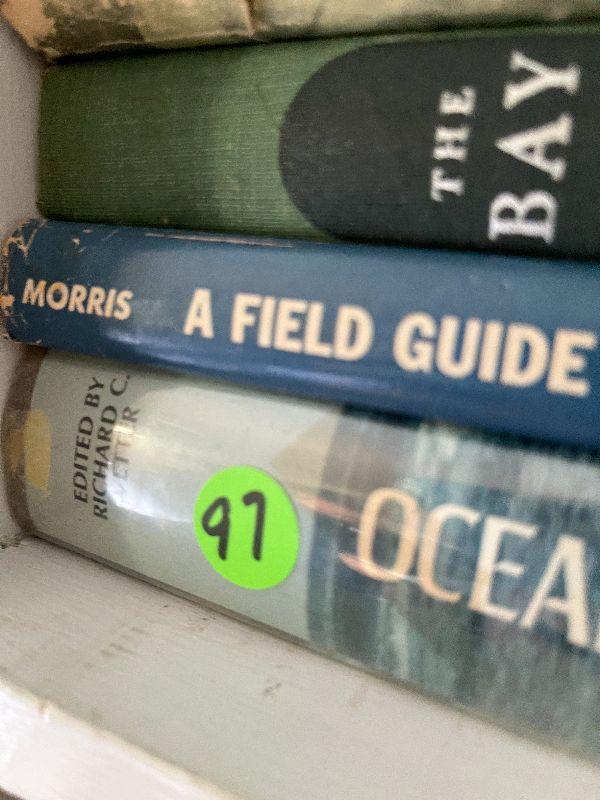 THE
BAY
MORRIS
A FIELD GUIDE
EDITED BY
RICHARD C.
97
OCEA